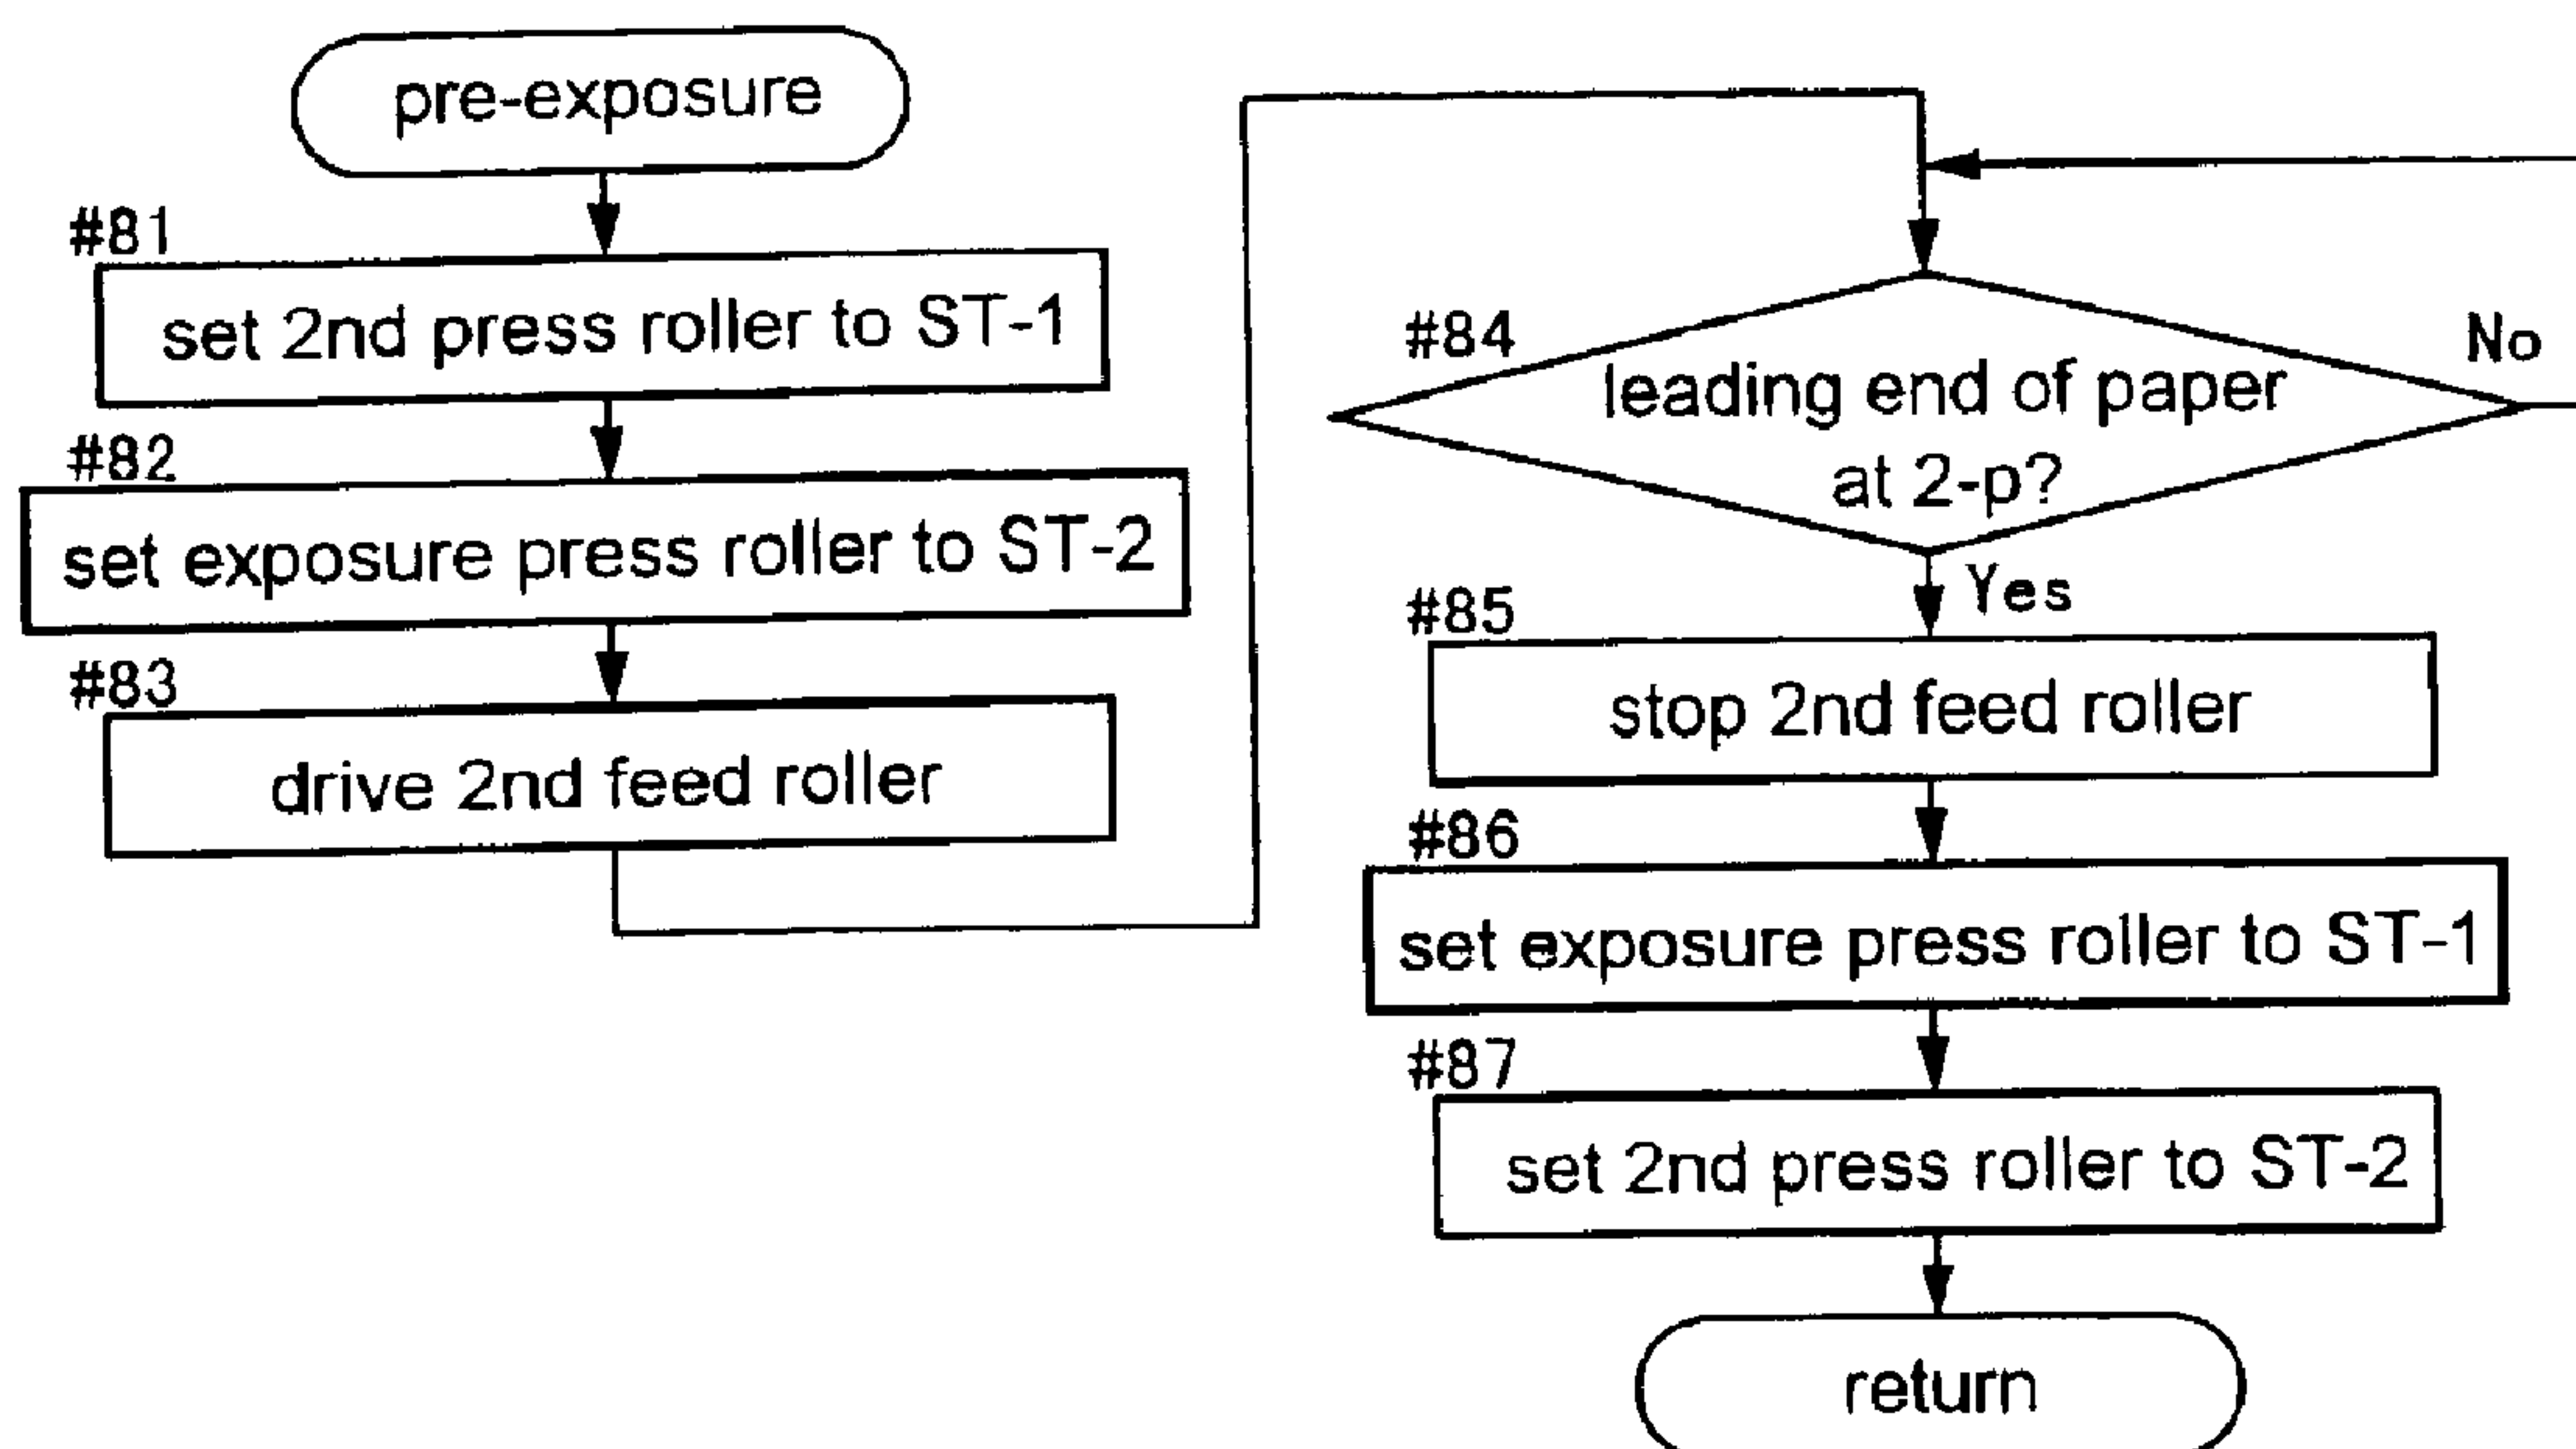 pre-exposure
#81
set 2nd press roller to ST-1
#82
set exposure press roller to ST-2
#83
drive 2nd feed roller
#84
leading end of paper
at 2-p?
No
Yes
#85
stop 2nd feed roller
#86
set exposure press roller to ST-1
#87
set 2nd press roller to ST-2
return